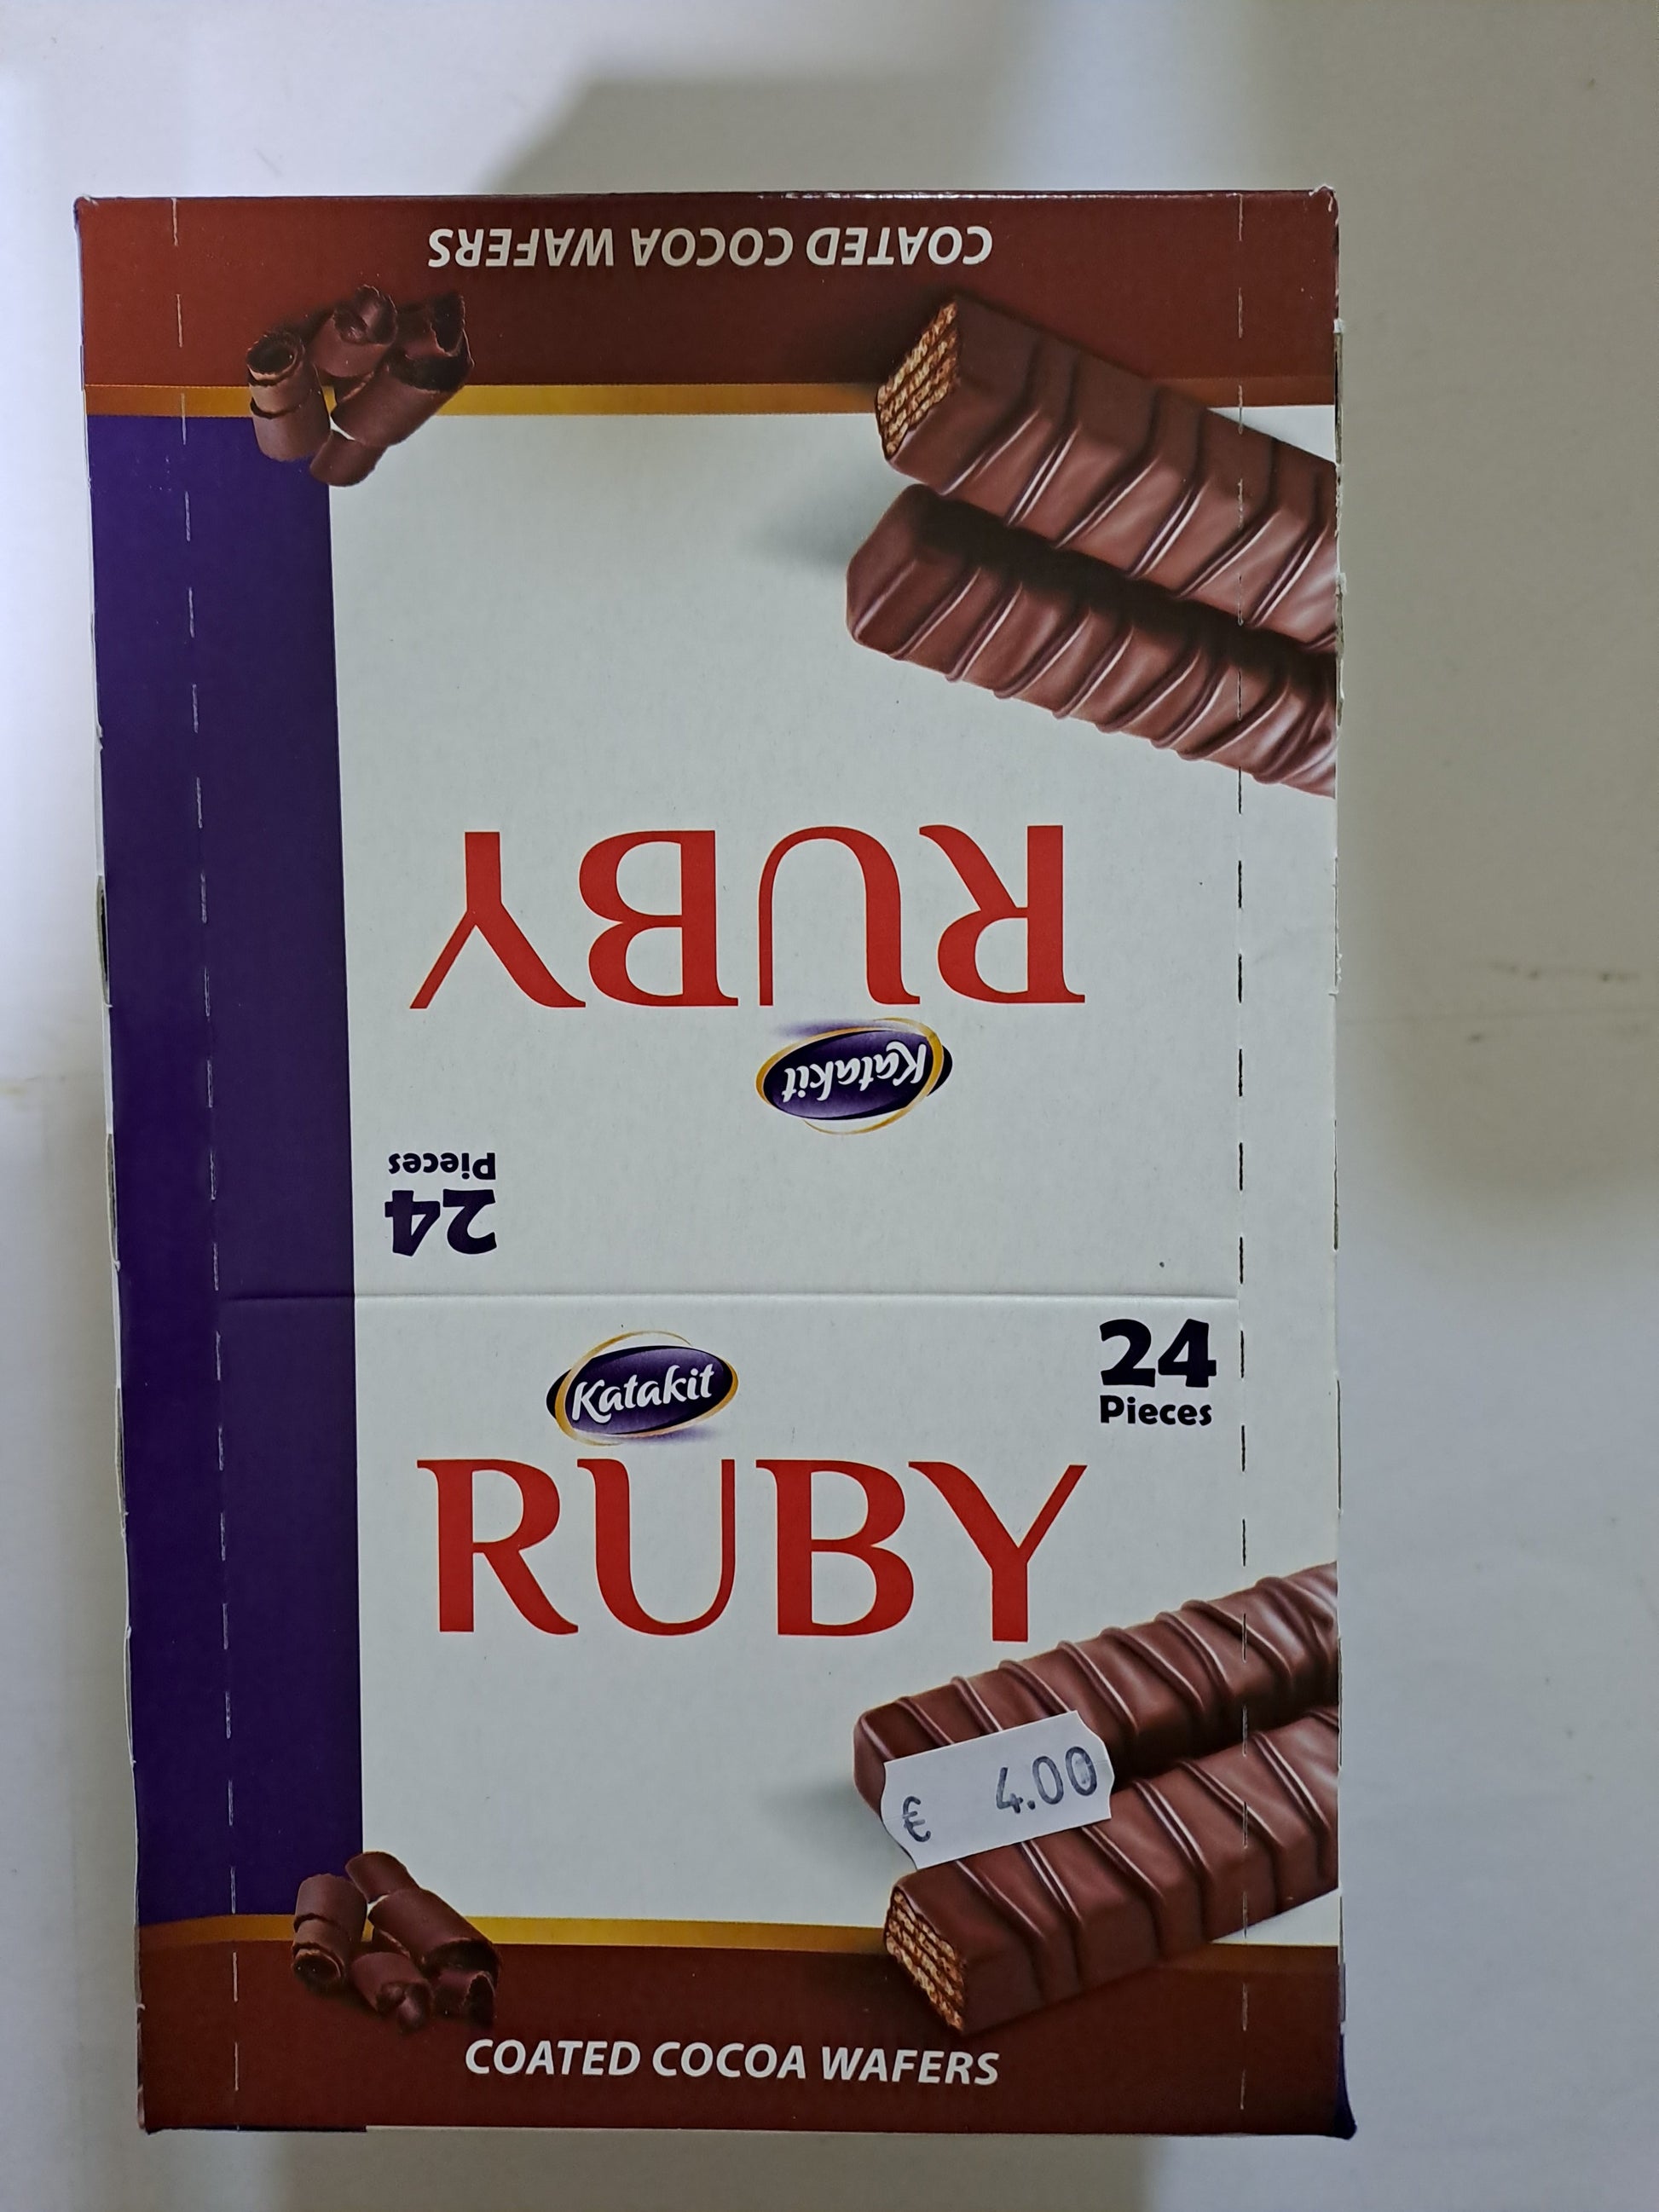 COATED COCOA WAFERS
RUBY
Katakit
24
Pieces
Katakit
24
Pieces
RUBY
€ 4.00
COATED COCOA WAFERS